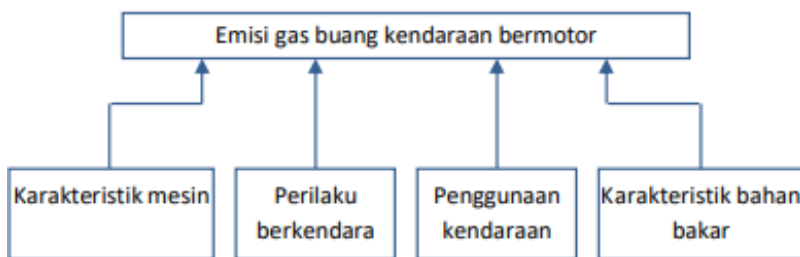 Emisi gas buang kendaraan bermotor
Karakteristik mesin
Perilaku
berkendara
Penggunaan
kendaraan
Karakteristik bahan
bakar